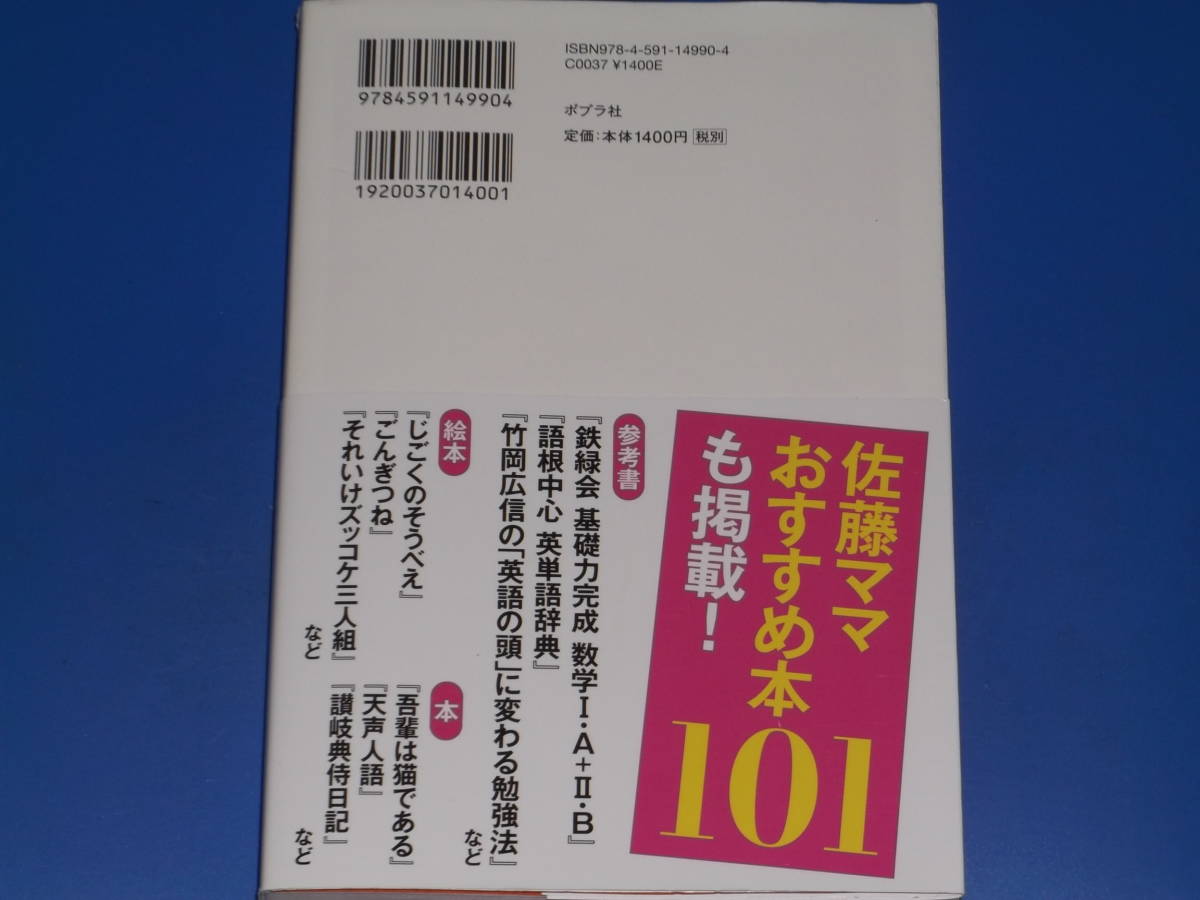 ISBN978-4-591-14990-4
C0037 ¥1400E
9784591149904
ポプラ社
定価：本体1400円 税別
1920037014001
佐藤ママ
おすすめ本
101
も掲載！
参考書
『鉄緑会 基礎力完成 数学Ⅰ・A＋Ⅱ・B』
『語根中心 英単語辞典』
『竹岡広信の「英語の頭」に変わる勉強法』
など
絵本
『じごくのそうべえ』
『ごんぎつね』
『それいけズッコケ三人組』
など
本
『吾輩は猫である』
『天声人語』
『讃岐典侍日記』
など